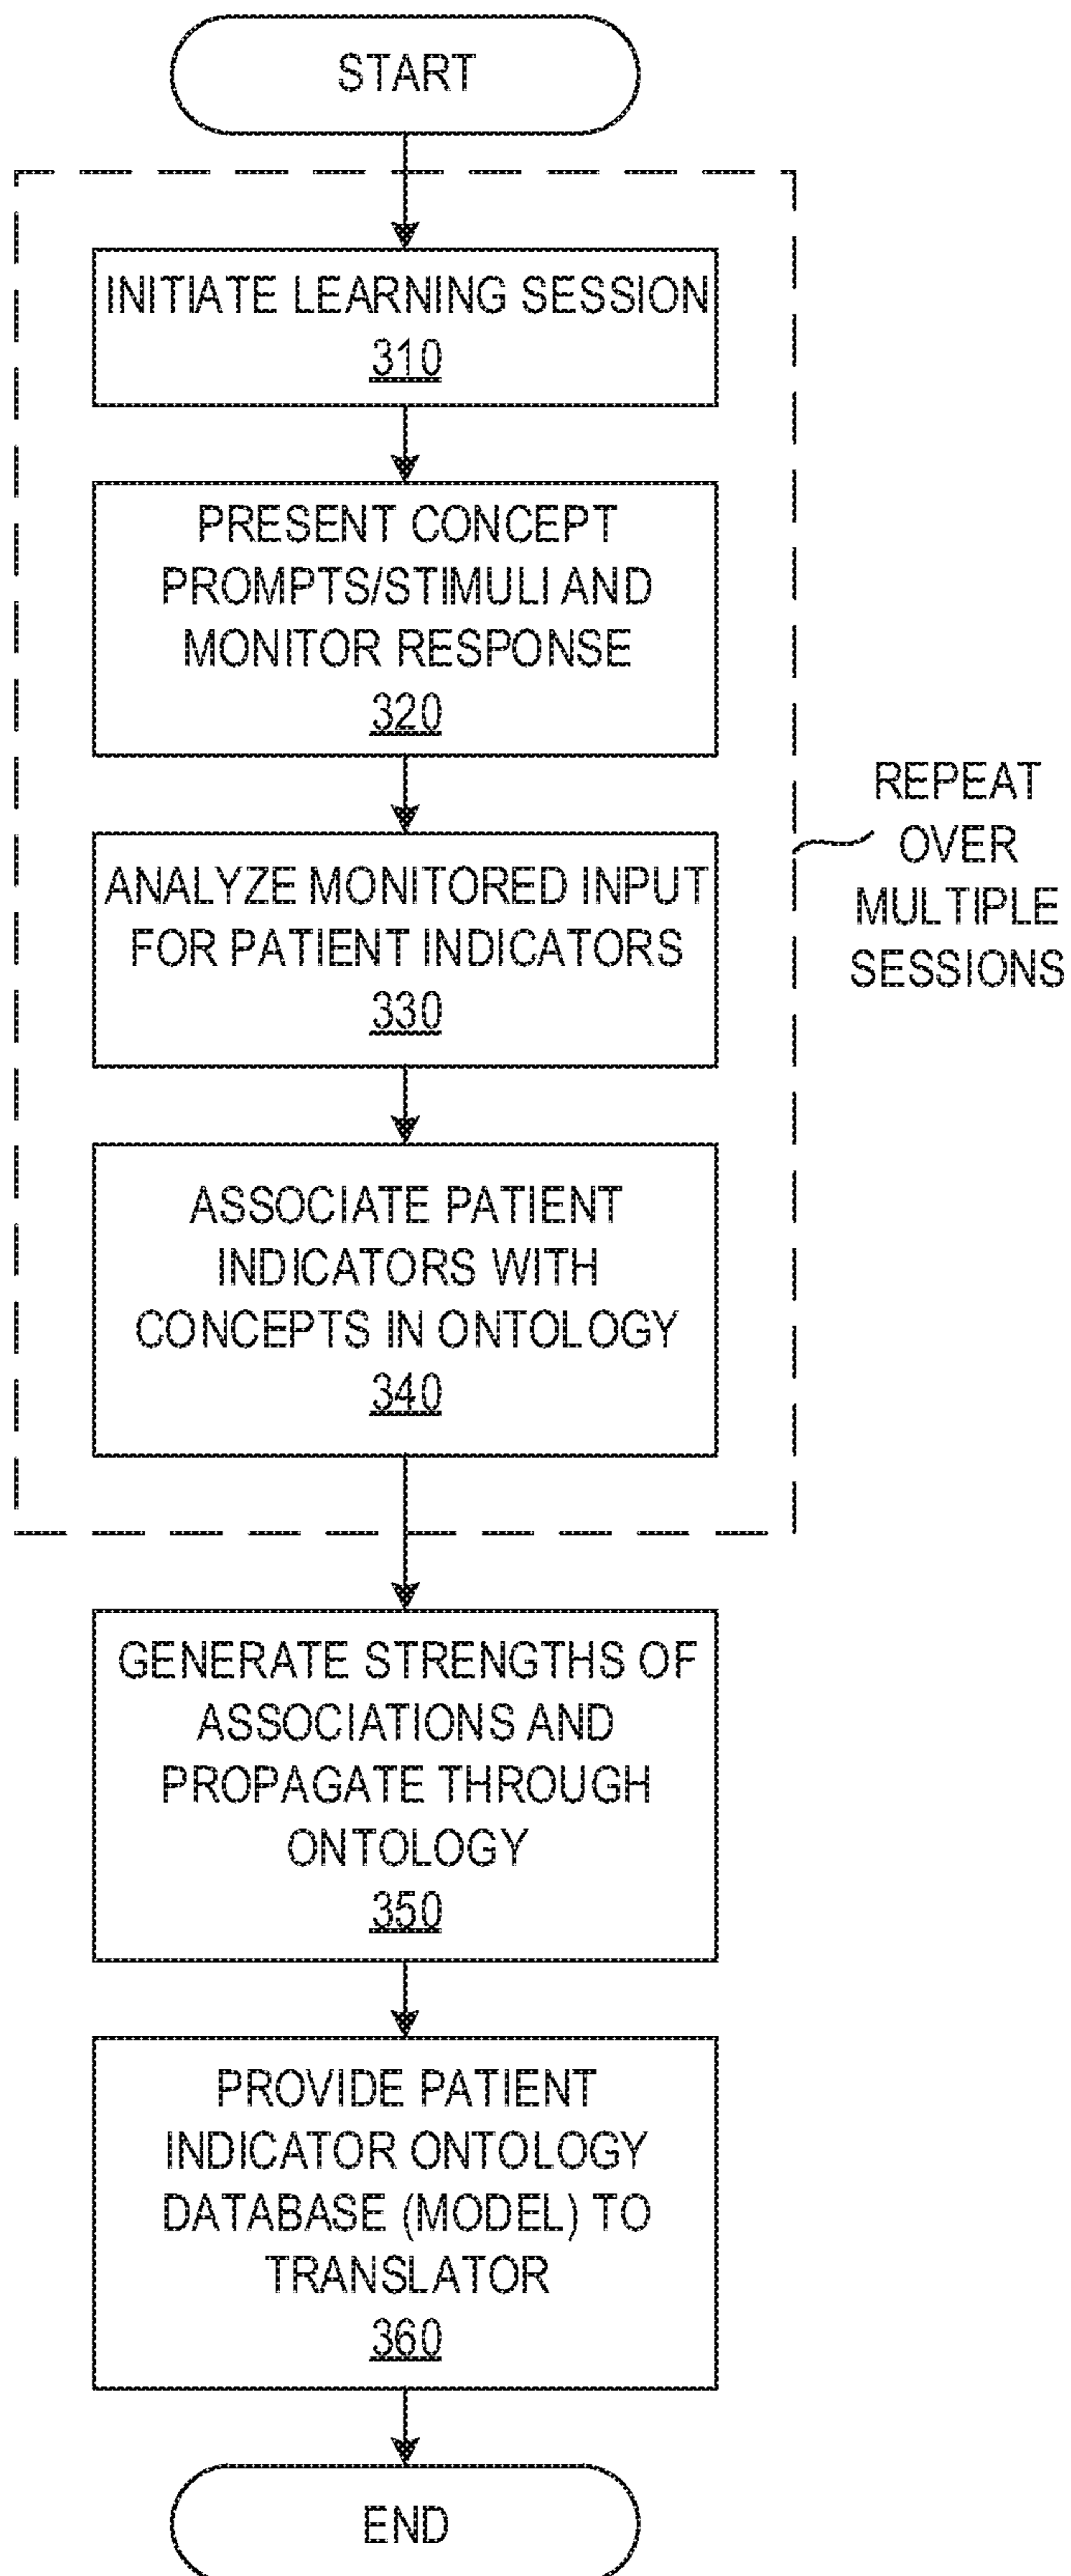 START
INITIATE LEARNING SESSION
310
PRESENT CONCEPT
PROMPTS/STIMULI AND
MONITOR RESPONSE
320
ANALYZE MONITORED INPUT
FOR PATIENT INDICATORS
330
REPEAT
OVER
MULTIPLE
SESSIONS
ASSOCIATE PATIENT
INDICATORS WITH
CONCEPTS IN ONTOLOGY
340
GENERATE STRENGTHS OF
ASSOCIATIONS AND
PROPAGATE THROUGH
ONTOLOGY
350
PROVIDE PATIENT
INDICATOR ONTOLOGY
DATABASE (MODEL) TO
TRANSLATOR
360
END